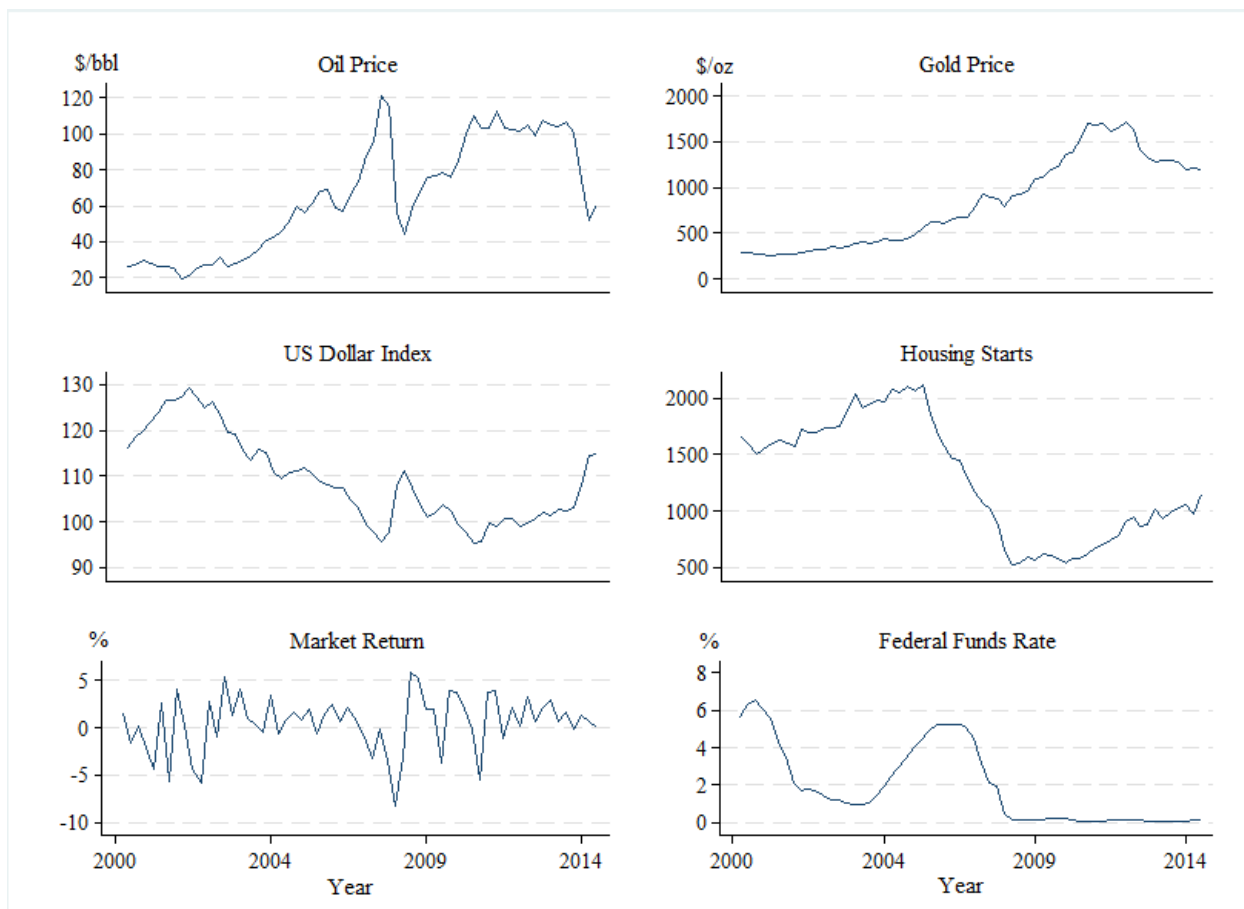 $/bbl
Oil Price
120
100
80
60
40
20
$/oz
Gold Price
2000
1500
1000
500
0
US Dollar Index
130
120
110
100
90
Housing Starts
2000
1500
1000
500
%
Market Return
5
0
-5
-10
2000 2004 2009 2014
Year
%
Federal Funds Rate
8
6
4
2
0
2000 2004 2009 2014
Year